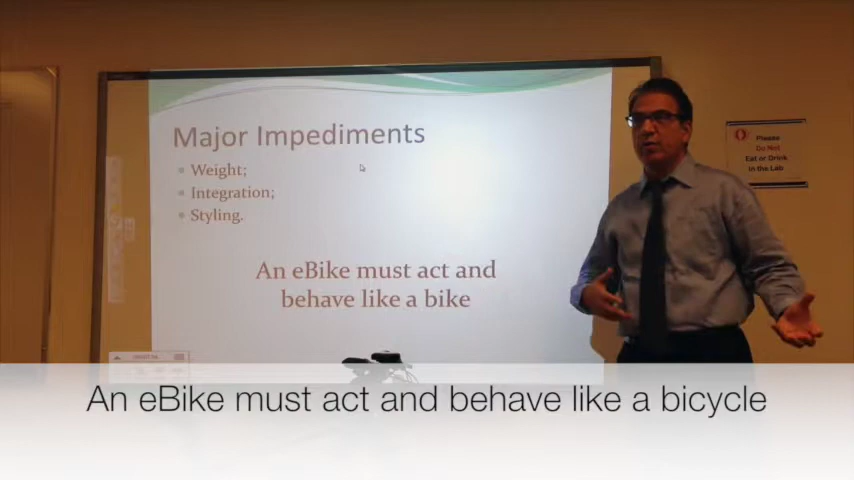 Major Impediments
Weight;
Integration;
Styling.
An eBike must act and
behave like a bike
Please
Do Not
Eat or Drink
In the Lab
An eBike must act and behave like a bicycle